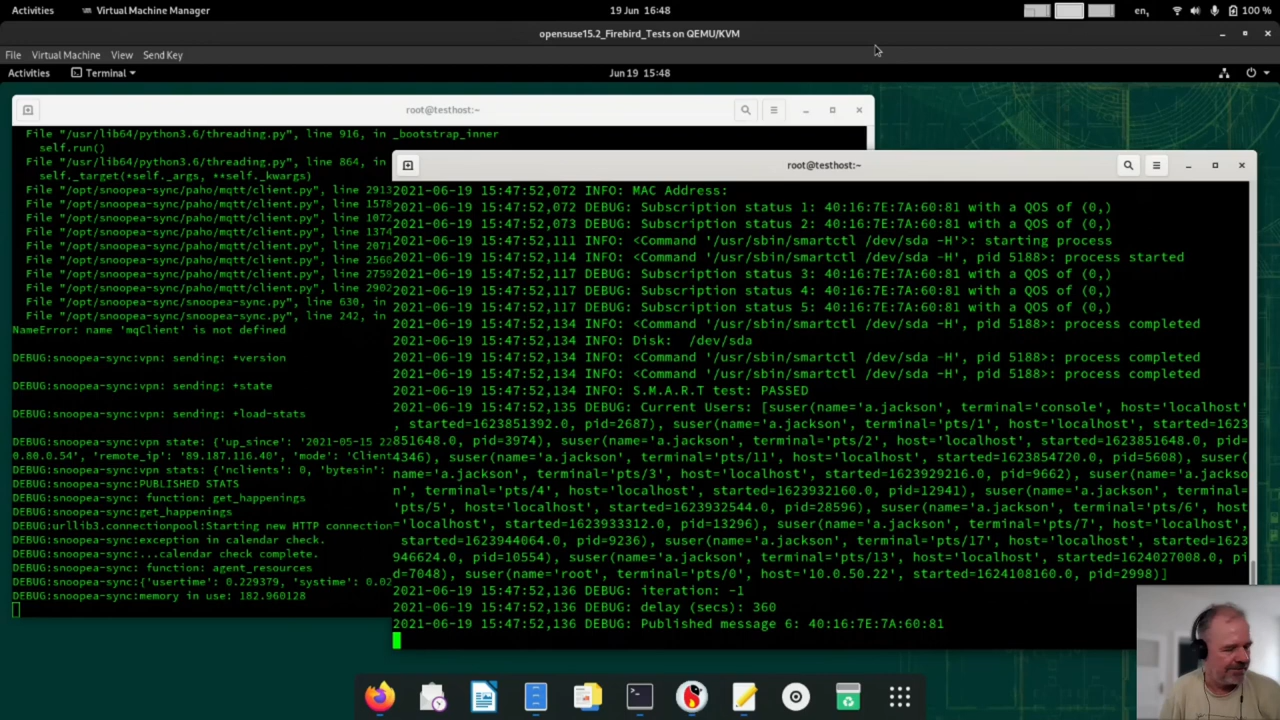 Activities Virtual Machine Manager 19 Jun 16:48 en, 100 %
opensuse15.2_Firebird_Tests on QEMU/KVM
File Virtual Machine View Send Key
Activities Terminal Jun 19 15:48
root@testhost:~
File "/usr/lib64/python3.6/threading.py", line 916, in _bootstrap_inner
self.run()
File "/usr/lib64/python3.6/threading.py", line 864, in
self._target(*self._args, **self._kwargs)
File "/opt/snoopea-sync/paho/mqtt/client.py", line 2913
File "/opt/snoopea-sync/paho/mqtt/client.py", line 1578
File "/opt/snoopea-sync/paho/mqtt/client.py", line 1072
File "/opt/snoopea-sync/paho/mqtt/client.py", line 1374
File "/opt/snoopea-sync/paho/mqtt/client.py", line 2071
File "/opt/snoopea-sync/paho/mqtt/client.py", line 2560
File "/opt/snoopea-sync/paho/mqtt/client.py", line 2759
File "/opt/snoopea-sync/paho/mqtt/client.py", line 2902
File "/opt/snoopea-sync/snoopea-sync.py", line 630, in
File "/opt/snoopea-sync/snoopea-sync.py", line 242, in
NameError: name 'mqClient' is not defined
DEBUG:snoopea-sync:vpn: sending: +version
DEBUG:snoopea-sync:vpn: sending: +state
DEBUG:snoopea-sync:vpn: sending: +load-stats
DEBUG:snoopea-sync:vpn state: {'up_since': '2021-05-15 22
0.80.0.54', 'remote_ip': '89.187.116.40', 'mode': 'Client
DEBUG:snoopea-sync:vpn stats: {'nclients': 0, 'bytesin':
DEBUG:snoopea-sync:PUBLISHED STATS
DEBUG:snoopea-sync: function: get_happenings
DEBUG:snoopea-sync:get_happenings
DEBUG:urllib3.connectionpool:Starting new HTTP connection
DEBUG:snoopea-sync:exception in calendar check.
DEBUG:snoopea-sync:...calendar check complete.
DEBUG:snoopea-sync: function: agent_resources
DEBUG:snoopea-sync:{'usertime': 0.229379, 'systime': 0.02
DEBUG:snoopea-sync:memory in use: 182.960128
root@testhost:~
2021-06-19 15:47:52,072 INFO: MAC Address:
2021-06-19 15:47:52,072 DEBUG: Subscription status 1: 40:16:7E:7A:60:81 with a QOS of (0,)
2021-06-19 15:47:52,073 DEBUG: Subscription status 2: 40:16:7E:7A:60:81 with a QOS of (0,)
2021-06-19 15:47:52,111 INFO: <Command '/usr/sbin/smartctl /dev/sda -H'>: starting process
2021-06-19 15:47:52,114 INFO: <Command '/usr/sbin/smartctl /dev/sda -H', pid 5188>: process started
2021-06-19 15:47:52,117 DEBUG: Subscription status 3: 40:16:7E:7A:60:81 with a QOS of (0,)
2021-06-19 15:47:52,117 DEBUG: Subscription status 4: 40:16:7E:7A:60:81 with a QOS of (0,)
2021-06-19 15:47:52,117 DEBUG: Subscription status 5: 40:16:7E:7A:60:81 with a QOS of (0,)
2021-06-19 15:47:52,134 INFO: <Command '/usr/sbin/smartctl /dev/sda -H', pid 5188>: process completed
2021-06-19 15:47:52,134 INFO: Disk:  /dev/sda
2021-06-19 15:47:52,134 INFO: <Command '/usr/sbin/smartctl /dev/sda -H', pid 5188>: process completed
2021-06-19 15:47:52,134 INFO: <Command '/usr/sbin/smartctl /dev/sda -H', pid 5188>: process completed
2021-06-19 15:47:52,134 INFO: S.M.A.R.T test: PASSED
2021-06-19 15:47:52,135 DEBUG: Current Users: [suser(name='a.jackson', terminal='console', host='localhost'
, started=1623851392.0, pid=2687), suser(name='a.jackson', terminal='pts/1', host='localhost', started=1623
851648.0, pid=3974), suser(name='a.jackson', terminal='pts/2', host='localhost', started=1623851648.0, pid=
4346), suser(name='a.jackson', terminal='pts/11', host='localhost', started=1623854720.0, pid=5608), suser(
name='a.jackson', terminal='pts/3', host='localhost', started=1623929216.0, pid=9662), suser(name='a.jackso
n', terminal='pts/4', host='localhost', started=1623932160.0, pid=12941), suser(name='a.jackson', terminal=
'pts/5', host='localhost', started=1623932544.0, pid=28596), suser(name='a.jackson', terminal='pts/6', host
='localhost', started=1623933312.0, pid=13296), suser(name='a.jackson', terminal='pts/7', host='localhost',
started=1623944064.0, pid=9236), suser(name='a.jackson', terminal='pts/17', host='localhost', started=1623
946624.0, pid=10554), suser(name='a.jackson', terminal='pts/13', host='localhost', started=1624027008.0, pi
d=7048), suser(name='root', terminal='pts/0', host='10.0.50.22', started=1624108160.0, pid=2998)]
2021-06-19 15:47:52,136 DEBUG: iteration: -1
2021-06-19 15:47:52,136 DEBUG: delay (secs): 360
2021-06-19 15:47:52,136 DEBUG: Published message 6: 40:16:7E:7A:60:81